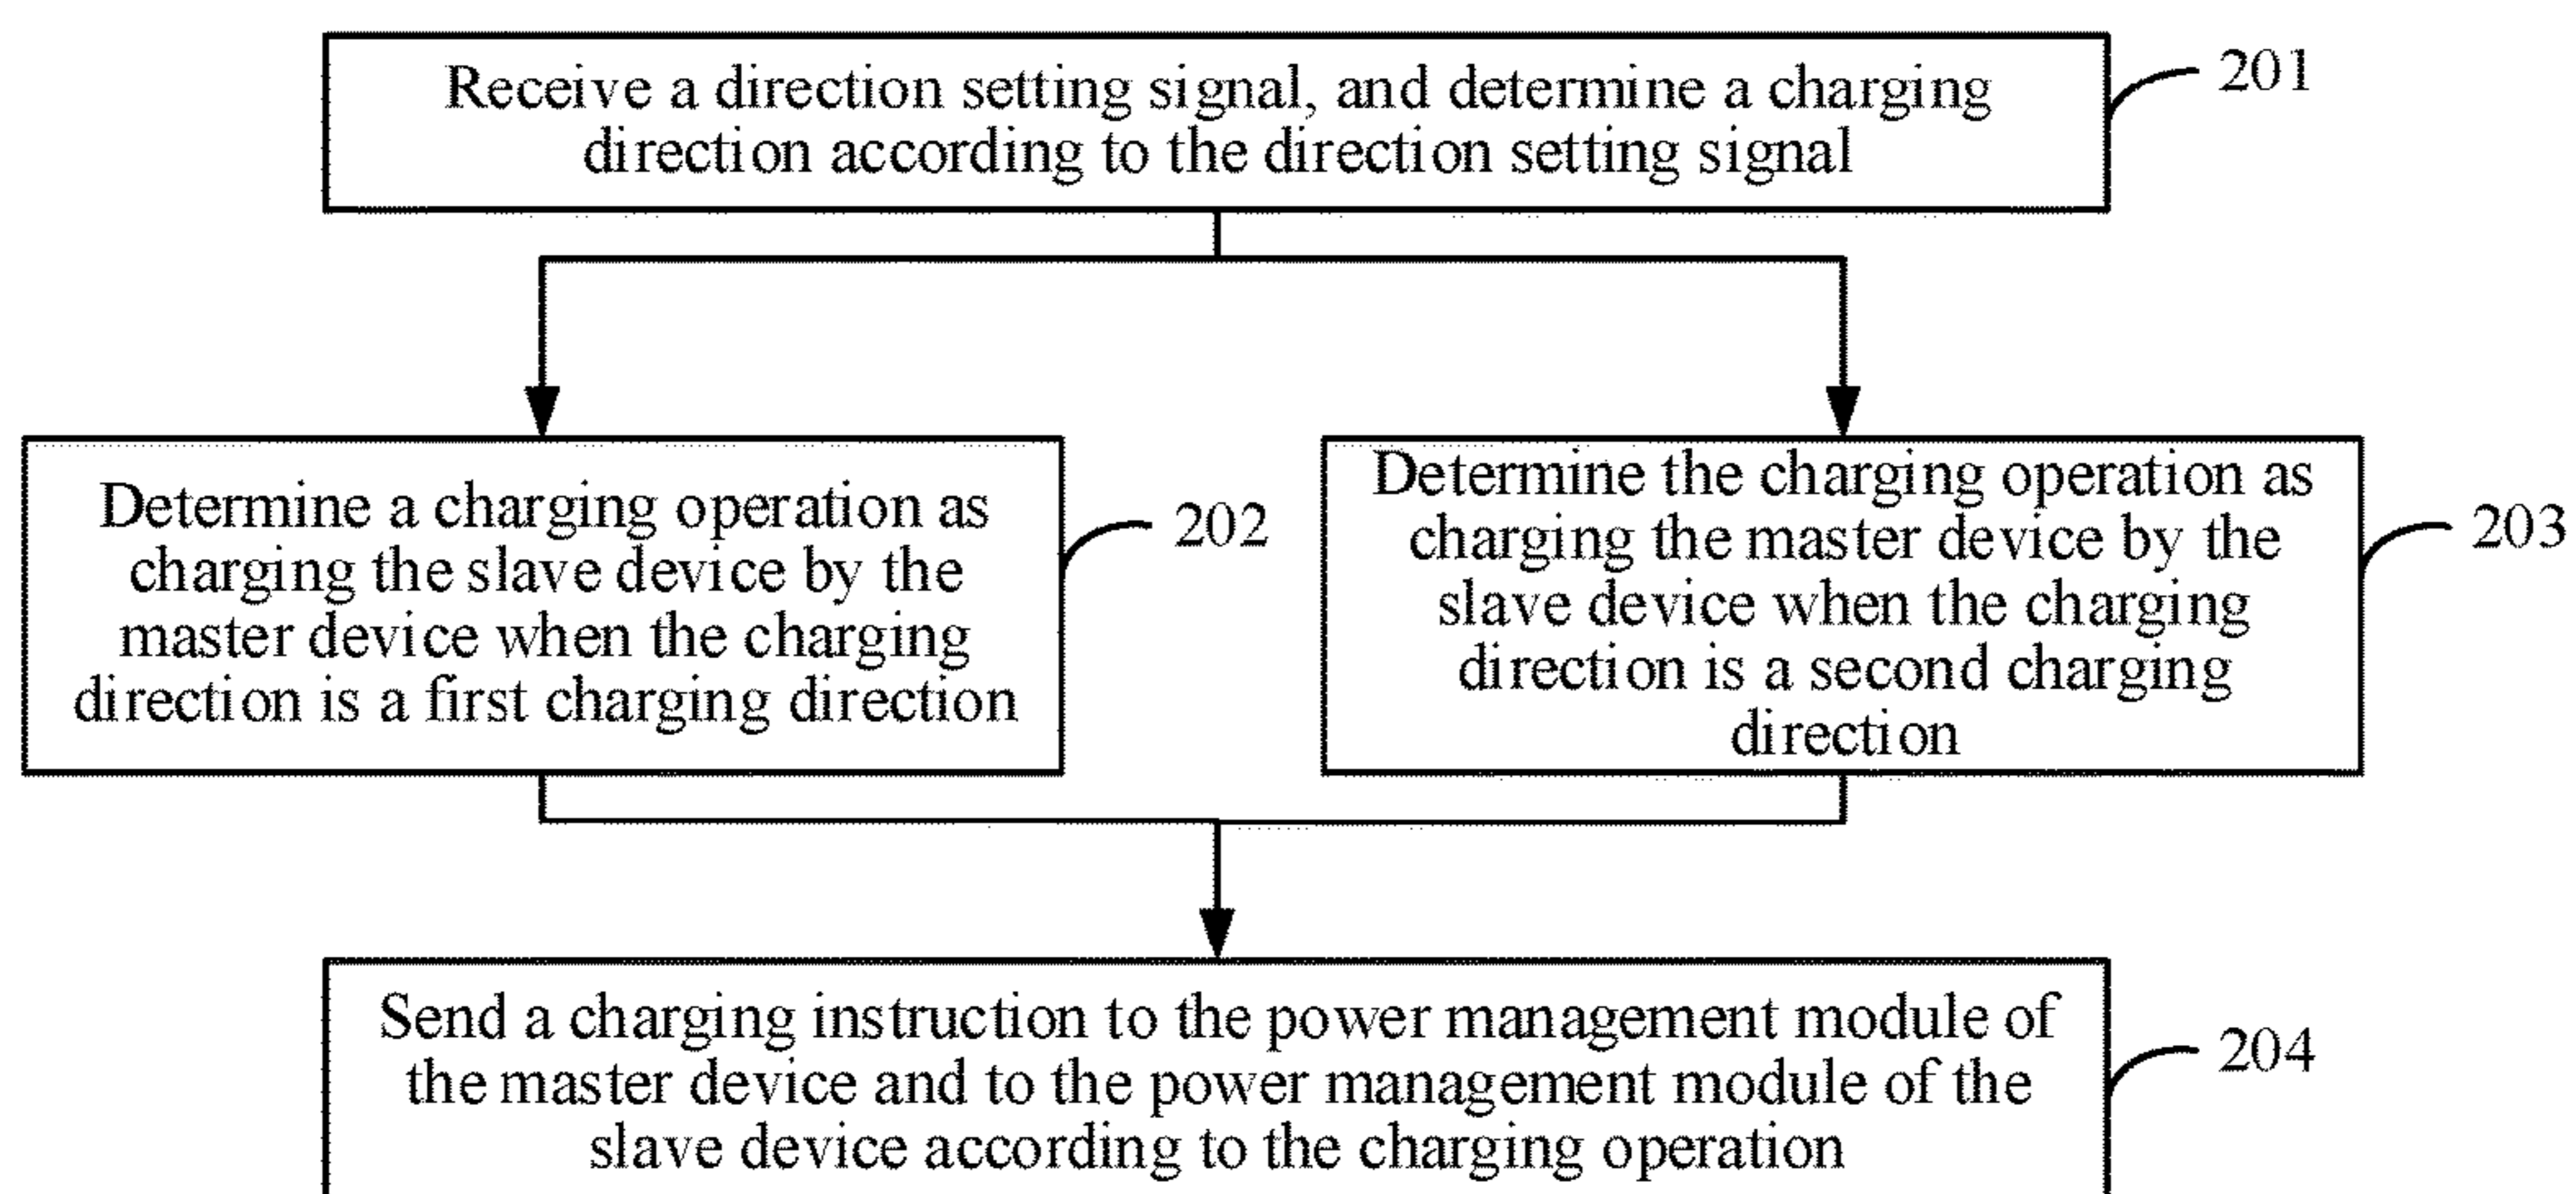 Receive a direction setting signal, and determine a charging
direction according to the direction setting signal
201
Determine a charging operation as
charging the slave device by the
master device when the charging
direction is a first charging direction
202
Determine the charging operation as
charging the master device by the
slave device when the charging
direction is a second charging
direction
203
Send a charging instruction to the power management module of
the master device and to the power management module of the
slave device according to the charging operation
204